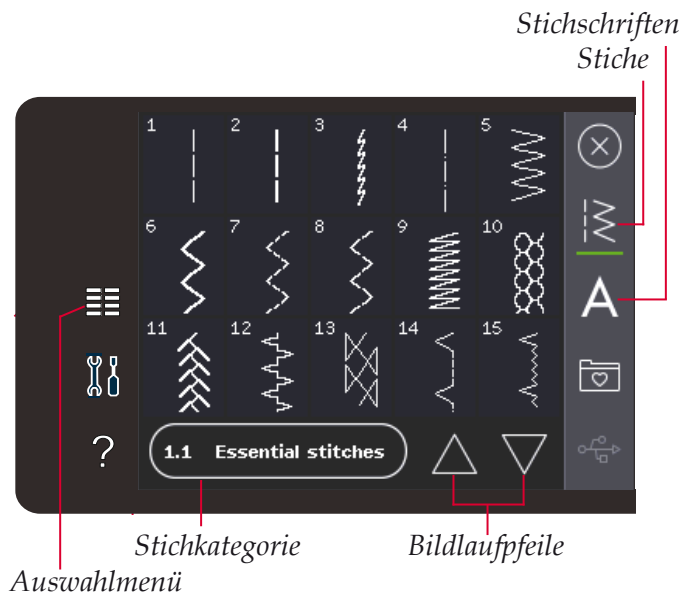 Stichschriften
Stiche
1 2 3 4 5
6 7 8 9 10
A
11 12 13 14 15
?
1.1 Essential stitches
Stichkategorie
Bildlaufpfeile
Auswahlmenü